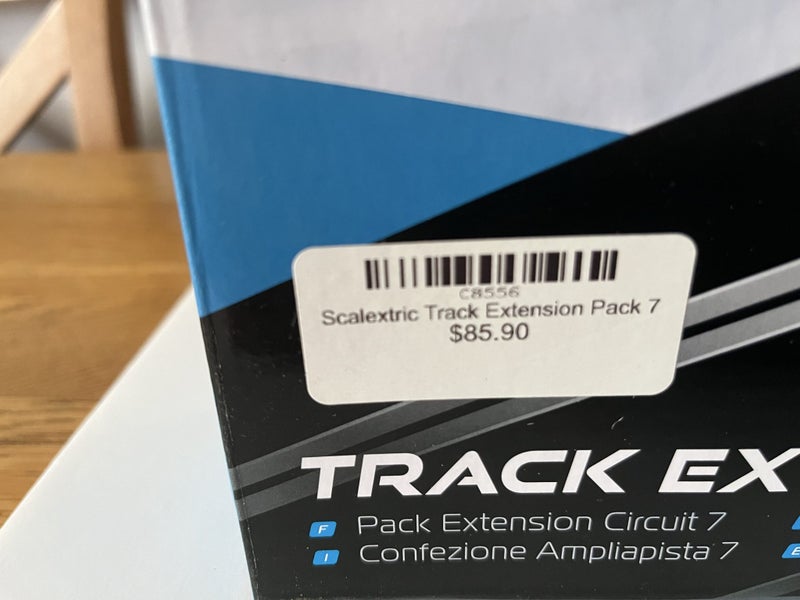 C8556
Scalextric Track Extension Pack 7
$85.90
TRACK EX
F Pack Extension Circuit 7
I Confezione Ampliapista 7
E